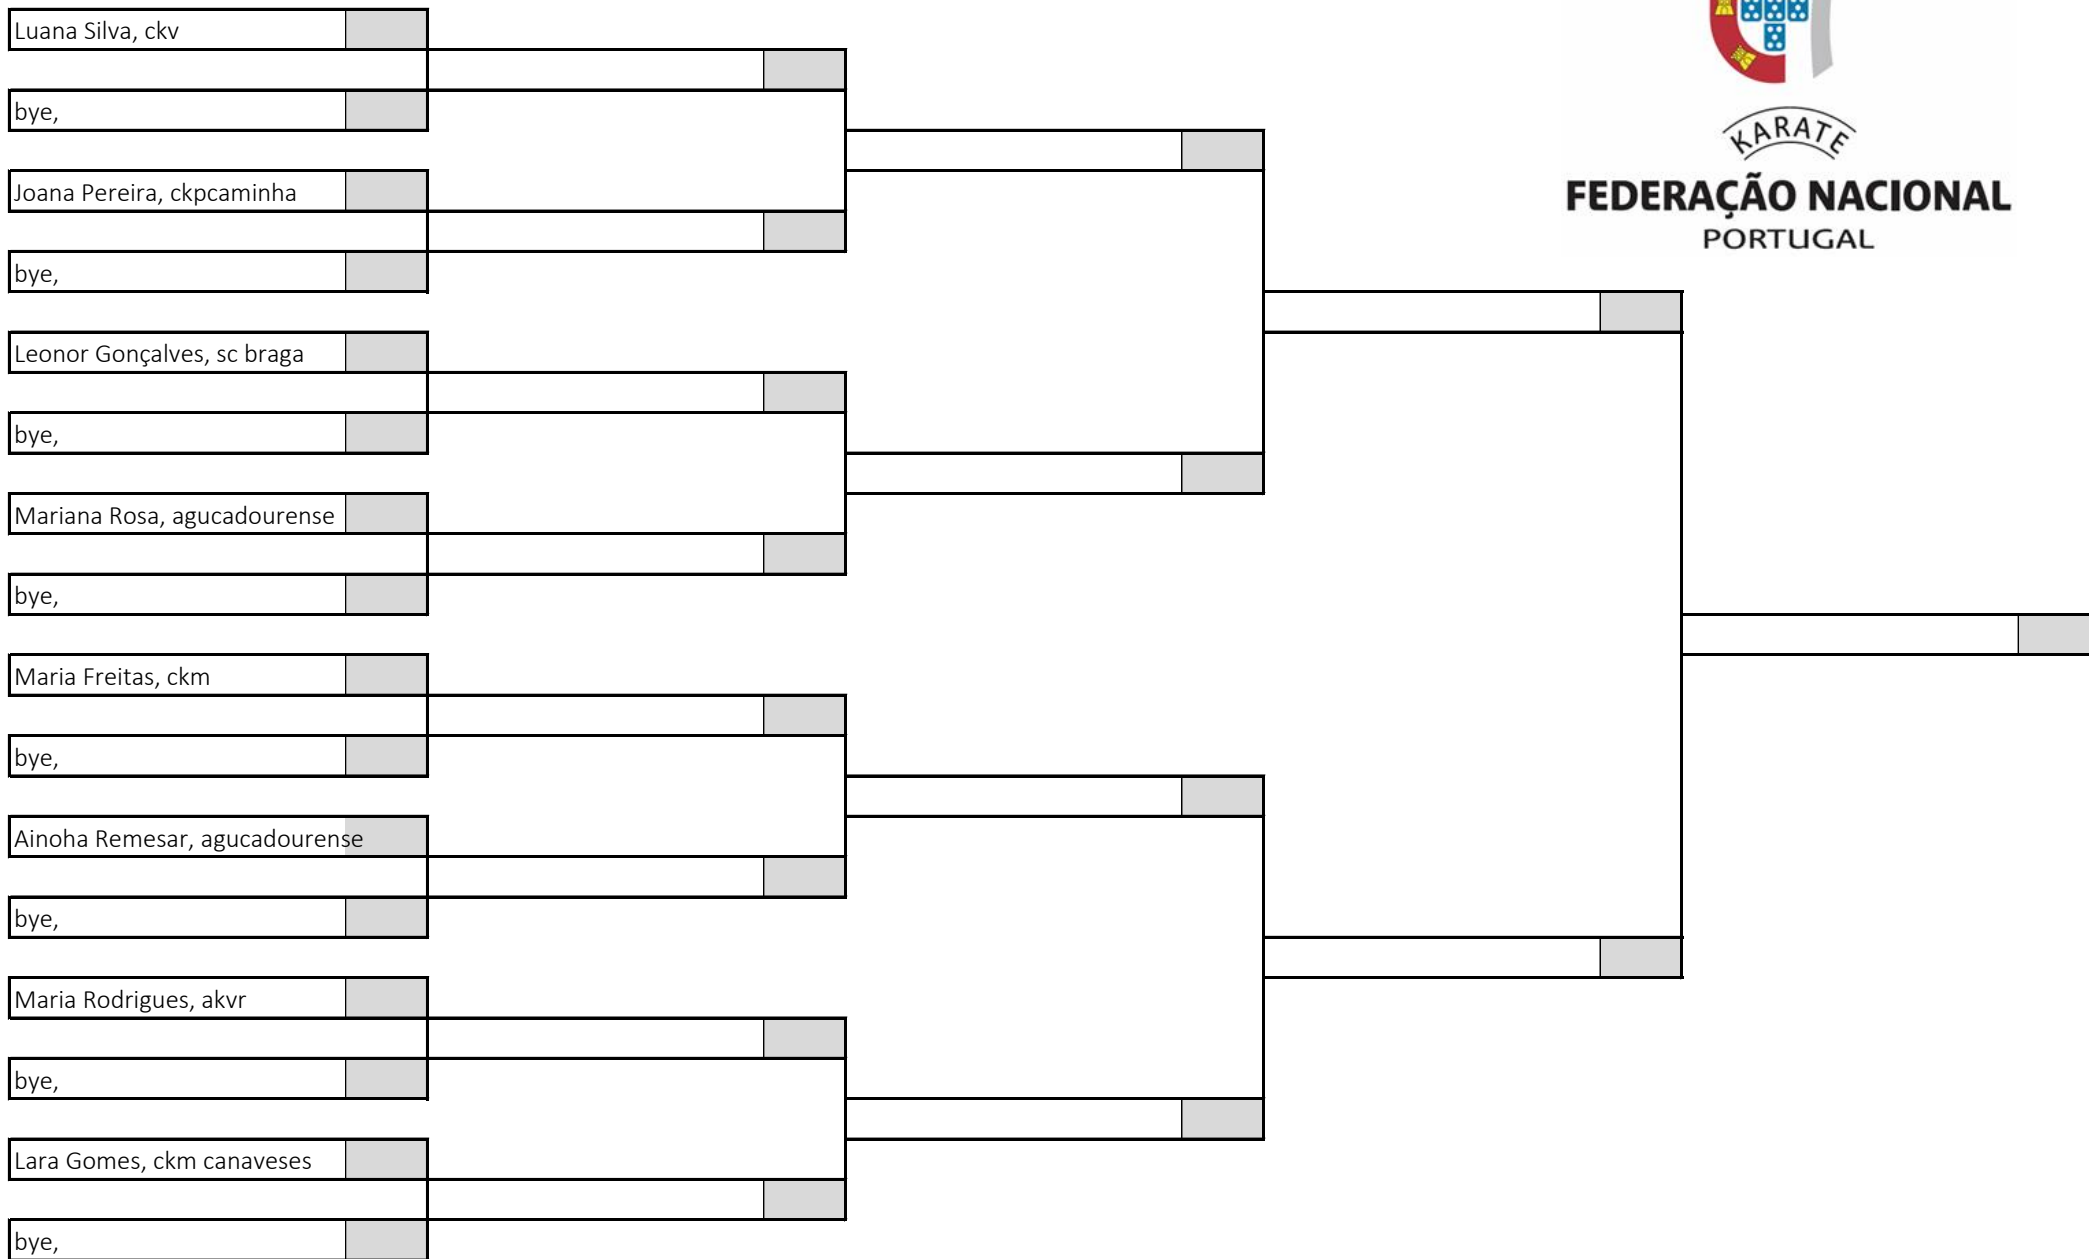 Luana Silva, ckv
bye,
Joana Pereira, ckpcaminha
bye,
Leonor Gonçalves, sc braga
bye,
Mariana Rosa, agucadourense
bye,
Maria Freitas, ckm
bye,
Ainoha Remesar, agucadourense
bye,
Maria Rodrigues, akvr
bye,
Lara Gomes, ckm canaveses
bye,
KARATE
FEDERAÇÃO NACIONAL
PORTUGAL